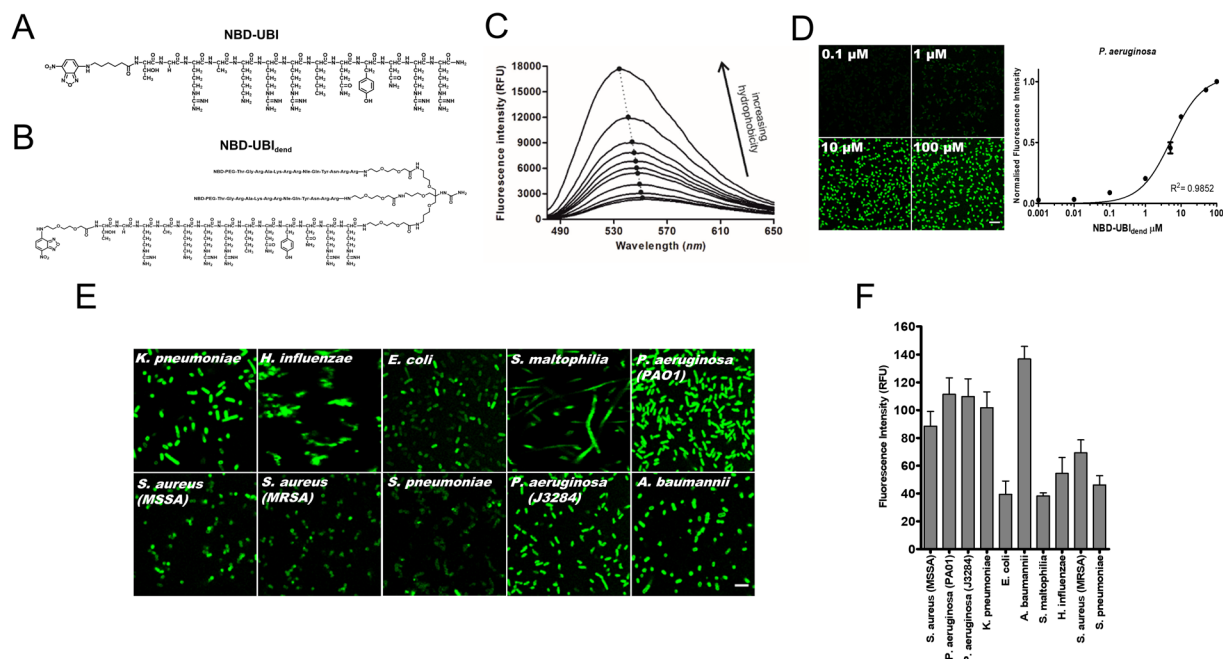 A
NBD-UBI
B
NBD-UBIdend
NBD-PEG-Thr-Gly-Arg-Ala-Lys-Arg-Arg-Nle-Gln-Tyr-Asn-Arg-Arg
NBD-PEG-Thr-Gly-Arg-Ala-Lys-Arg-Arg-Nle-Gln-Tyr-Asn-Arg-Arg
C
Fluorescence intensity (RFU)
18000
15000
12000
9000
6000
3000
0
490
530
570
610
650
Wavelength (nm)
increasing
hydrophobicity
D
0.1 µM
1 µM
10 µM
100 µM
P. aeruginosa
Normalised Fluorescence Intensity
1.0
0.5
0.0
R²= 0.9852
0.001
0.01
0.1
1
10
100
NBD-UBIdend µM
E
K. pneumoniae
H. influenzae
E. coli
S. maltophilia
P. aeruginosa
(PAO1)
S. aureus
(MSSA)
S. aureus
(MRSA)
S. pneumoniae
P. aeruginosa
(J3284)
A. baumannii
F
Fluorescence Intensity (RFU)
160
140
120
100
80
60
40
20
0
S. aureus (MSSA)
P. aeruginosa (PA01)
P. aeruginosa (J3284)
K. pneumoniae
E. coli
A. baumannii
S. maltophilia
H. influenzae
S. aureus (MRSA)
S. pneumoniae